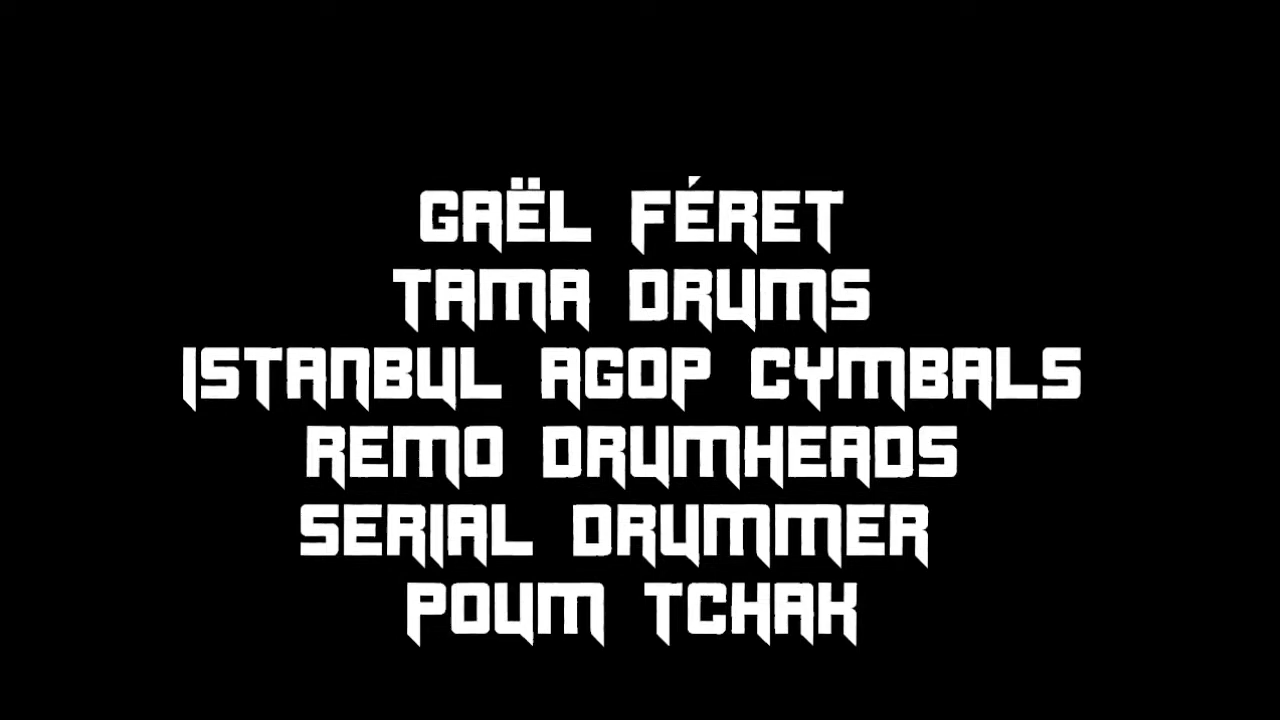 GAËL FÉRET
TAMA DRUMS
ISTANBUL AGOP CYMBALS
REMO DRUMHEADS
SERIAL DRUMMER
POUM TCHAK